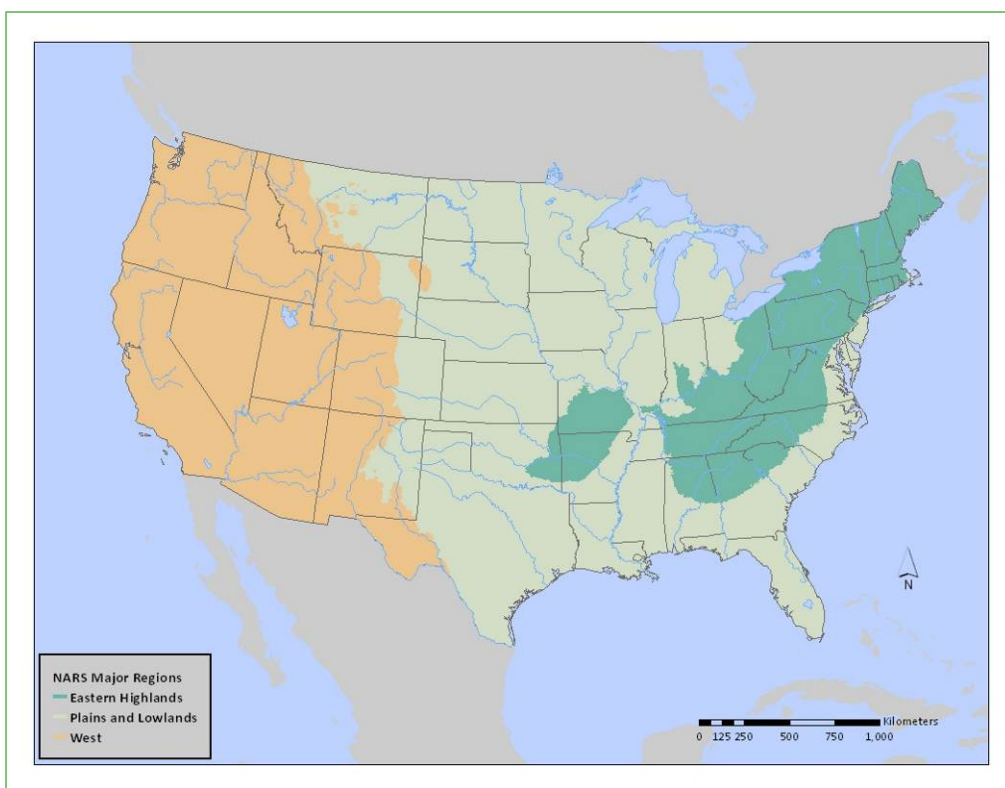 N
NARS Major Regions
Eastern Highlands
Plains and Lowlands
West
Kilometers
0 125 250 500 750 1,000